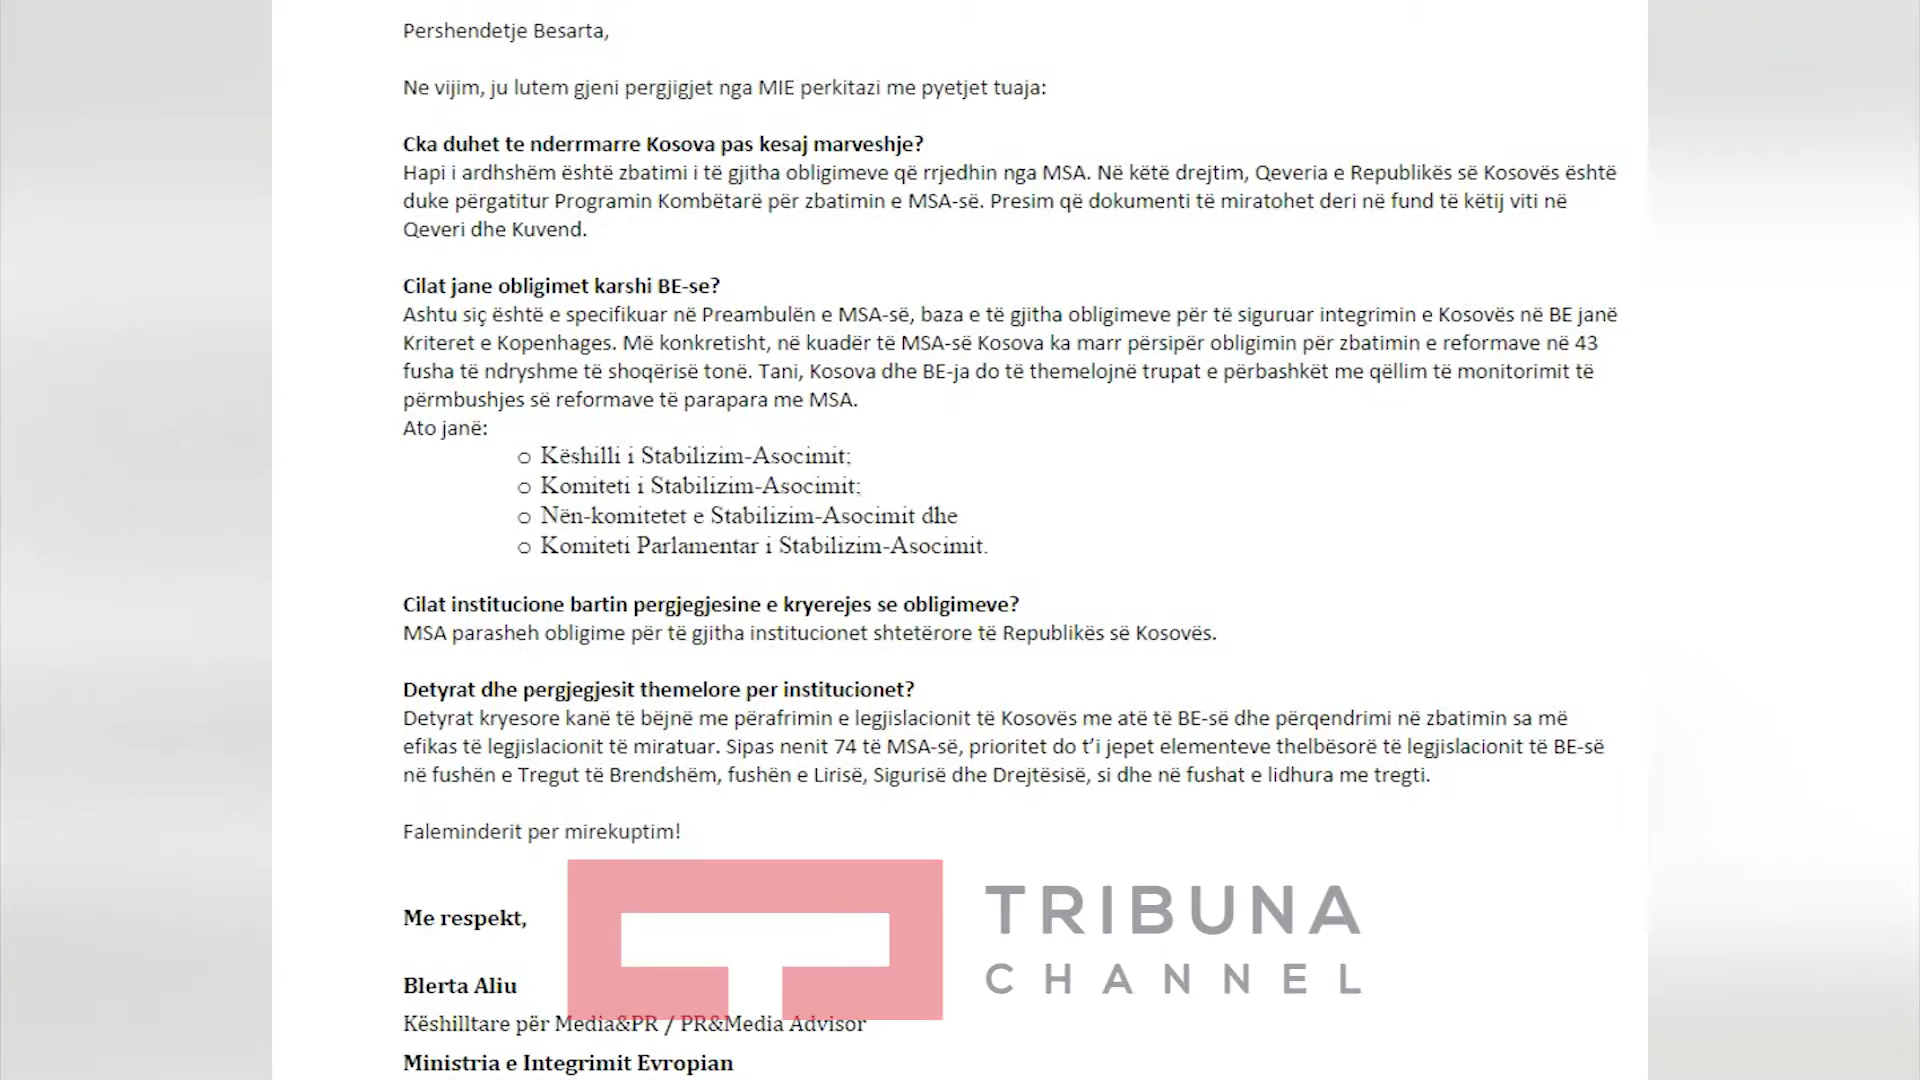 Pershendetje Besarta,
Ne vijim, ju lutem gjeni pergjigjet nga MIE perkitazi me pyetjet tuaja:
Cka duhet te nderrmarre Kosova pas kesaj marveshje?
Hapi i ardhshëm është zbatimi i të gjitha obligimeve që rrjedhin nga MSA. Në këtë drejtim, Qeveria e Republikës së Kosovës është
duke përgatitur Programin Kombëtarë për zbatimin e MSA-së. Presim që dokumenti të miratohet deri në fund të këtij viti në
Qeveri dhe Kuvend.
Cilat jane obligimet karshi BE-se?
Ashtu siç është e specifikuar në Preambulën e MSA-së, baza e të gjitha obligimeve për të siguruar integrimin e Kosovës në BE janë
Kriteret e Kopenhages. Më konkretisht, në kuadër të MSA-së Kosova ka marr përsipër obligimin për zbatimin e reformave në 43
fusha të ndryshme të shoqërisë tonë. Tani, Kosova dhe BE-ja do të themelojnë trupat e përbashkët me qëllim të monitorimit të
përmbushjes së reformave të parapara me MSA.
Ato janë:
o Këshilli i Stabilizim-Asocimit;
o Komiteti i Stabilizim-Asocimit;
o Nën-komitetet e Stabilizim-Asocimit dhe
o Komiteti Parlamentar i Stabilizim-Asocimit.
Cilat institucione bartin pergjegjesine e kryerejes se obligimeve?
MSA parasheh obligime për të gjitha institucionet shtetërore të Republikës së Kosovës.
Detyrat dhe pergjegjesit themelore per institucionet?
Detyrat kryesore kanë të bëjnë me përafrimin e legjislacionit të Kosovës me atë të BE-së dhe përqendrimi në zbatimin sa më
efikas të legjislacionit të miratuar. Sipas nenit 74 të MSA-së, prioritet do t’i jepet elementeve thelbësorë të legjislacionit të BE-së
në fushën e Tregut të Brendshëm, fushën e Lirisë, Sigurisë dhe Drejtësisë, si dhe në fushat e lidhura me tregti.
Faleminderit per mirekuptim!
Me respekt,
Blerta Aliu
Këshilltare për Media&PR / PR&Media Advisor
Ministria e Integrimit Evropian
TRIBUNA
CHANNEL